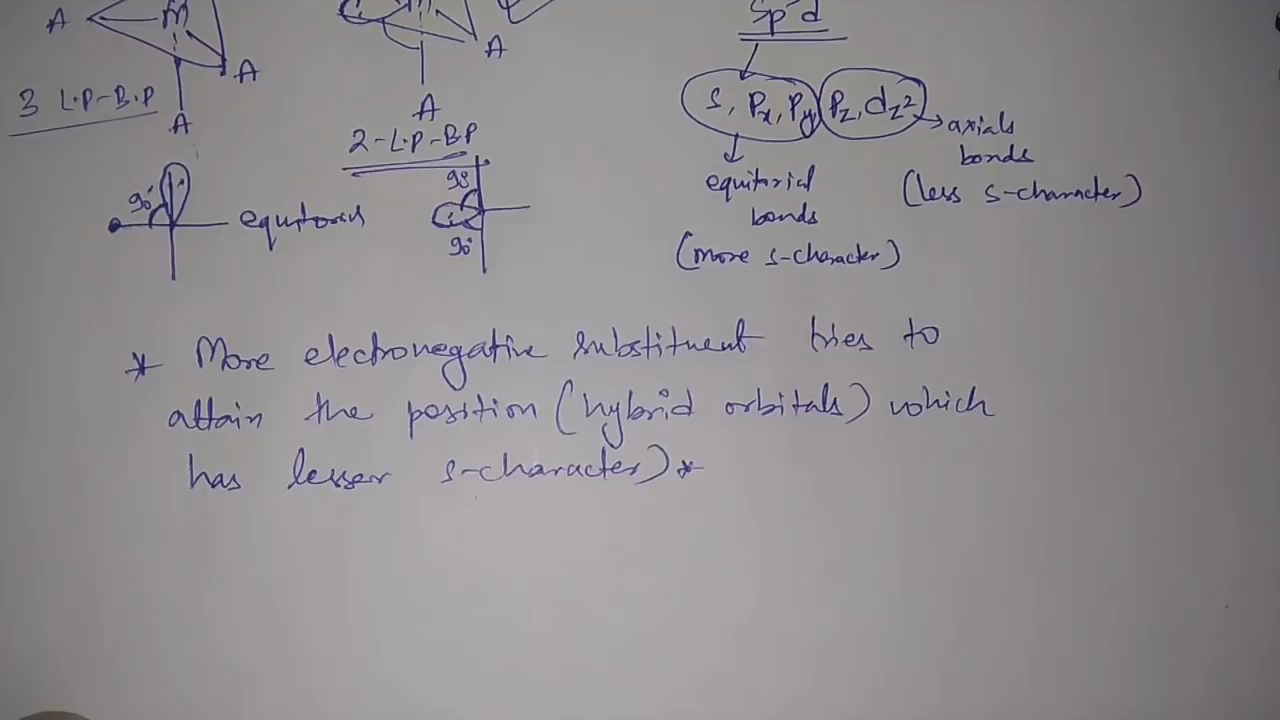 A M A
3 L.P-B.P
A
A
A
2-L.P-B.P
90° equitorial
90
90°
sp³d
s, Px, Py Pz, dz²
axials
bonds
(less s-character)
equitorial
bonds
(more s-character)
* More electronegative substituent tries to
attain the position (hybrid orbitals) which
has lesser s-character) *